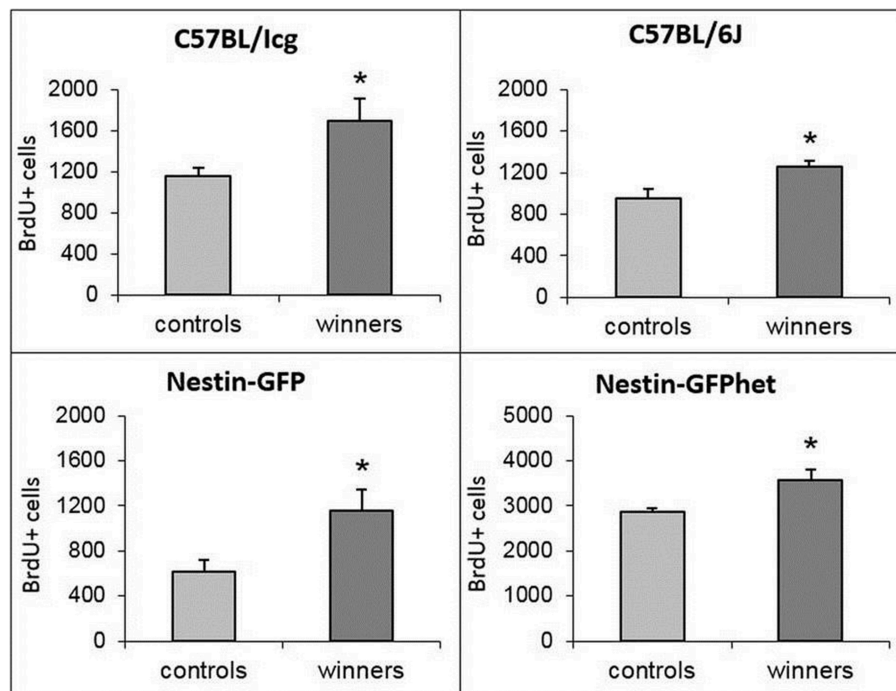 C57BL/Icg
BrdU+ cells
2000
1600
1200
800
400
0
*
controls winners
C57BL/6J
BrdU+ cells
2000
1600
1200
800
400
0
*
controls winners
Nestin-GFP
BrdU+ cells
2000
1600
1200
800
400
0
*
controls winners
Nestin-GFPhet
BrdU+ cells
5000
4000
3000
2000
1000
0
*
controls winners